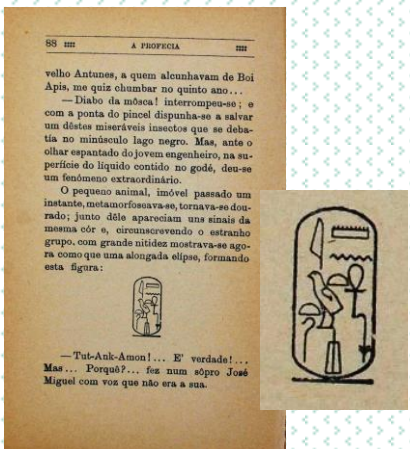 88
A PROFECIA
velho Antunes, a quem alcunhavam de Boi
Apis, me quiz chumbar no quinto ano...
— Diabo da môsca! interrompeu-se; e
com a ponta do pincel dispunha-se a salvar
um dêstes miseráveis insectos que se deba-
tia no minúsculo lago negro. Mas, ante o
olhar espantado do jovem engenheiro, na su-
perfície do líquido contido no godé, deu-se
um fenómeno extraordinário.
O pequeno animal, imóvel passado um
instante, metamorfoseava-se, tornava-se dou-
rado; junto dêle apareciam uns sinais da
mesma côr e, circunscrevendo o estranho
grupo, com grande nitidez mostrava-se ago-
ra como que uma alongada elipse, formando
esta figura:
— Tut-Ank-Amon!... E' verdade!...
Mas... Porquê?... fez num sôpro José
Miguel com voz que não era a sua.